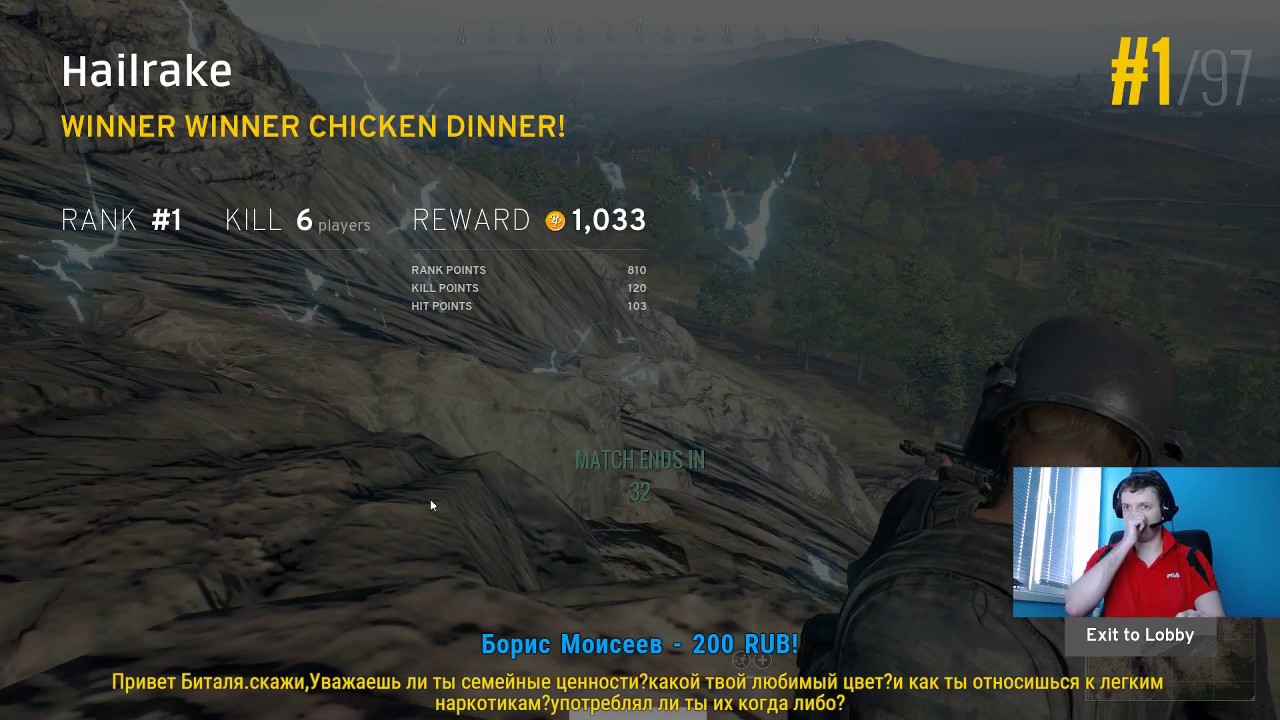 Hailrake
#1/97
WINNER WINNER CHICKEN DINNER!
RANK #1 KILL 6 players REWARD 1,033
RANK POINTS 810
KILL POINTS 120
HIT POINTS 103
MATCH ENDS IN
32
FILA
Exit to Lobby
Борис Моисеев - 200 RUB!
Привет Биталя.скажи,Уважаешь ли ты семейные ценности?какой твой любимый цвет?и как ты относишься к легким
наркотикам?употреблял ли ты их когда либо?